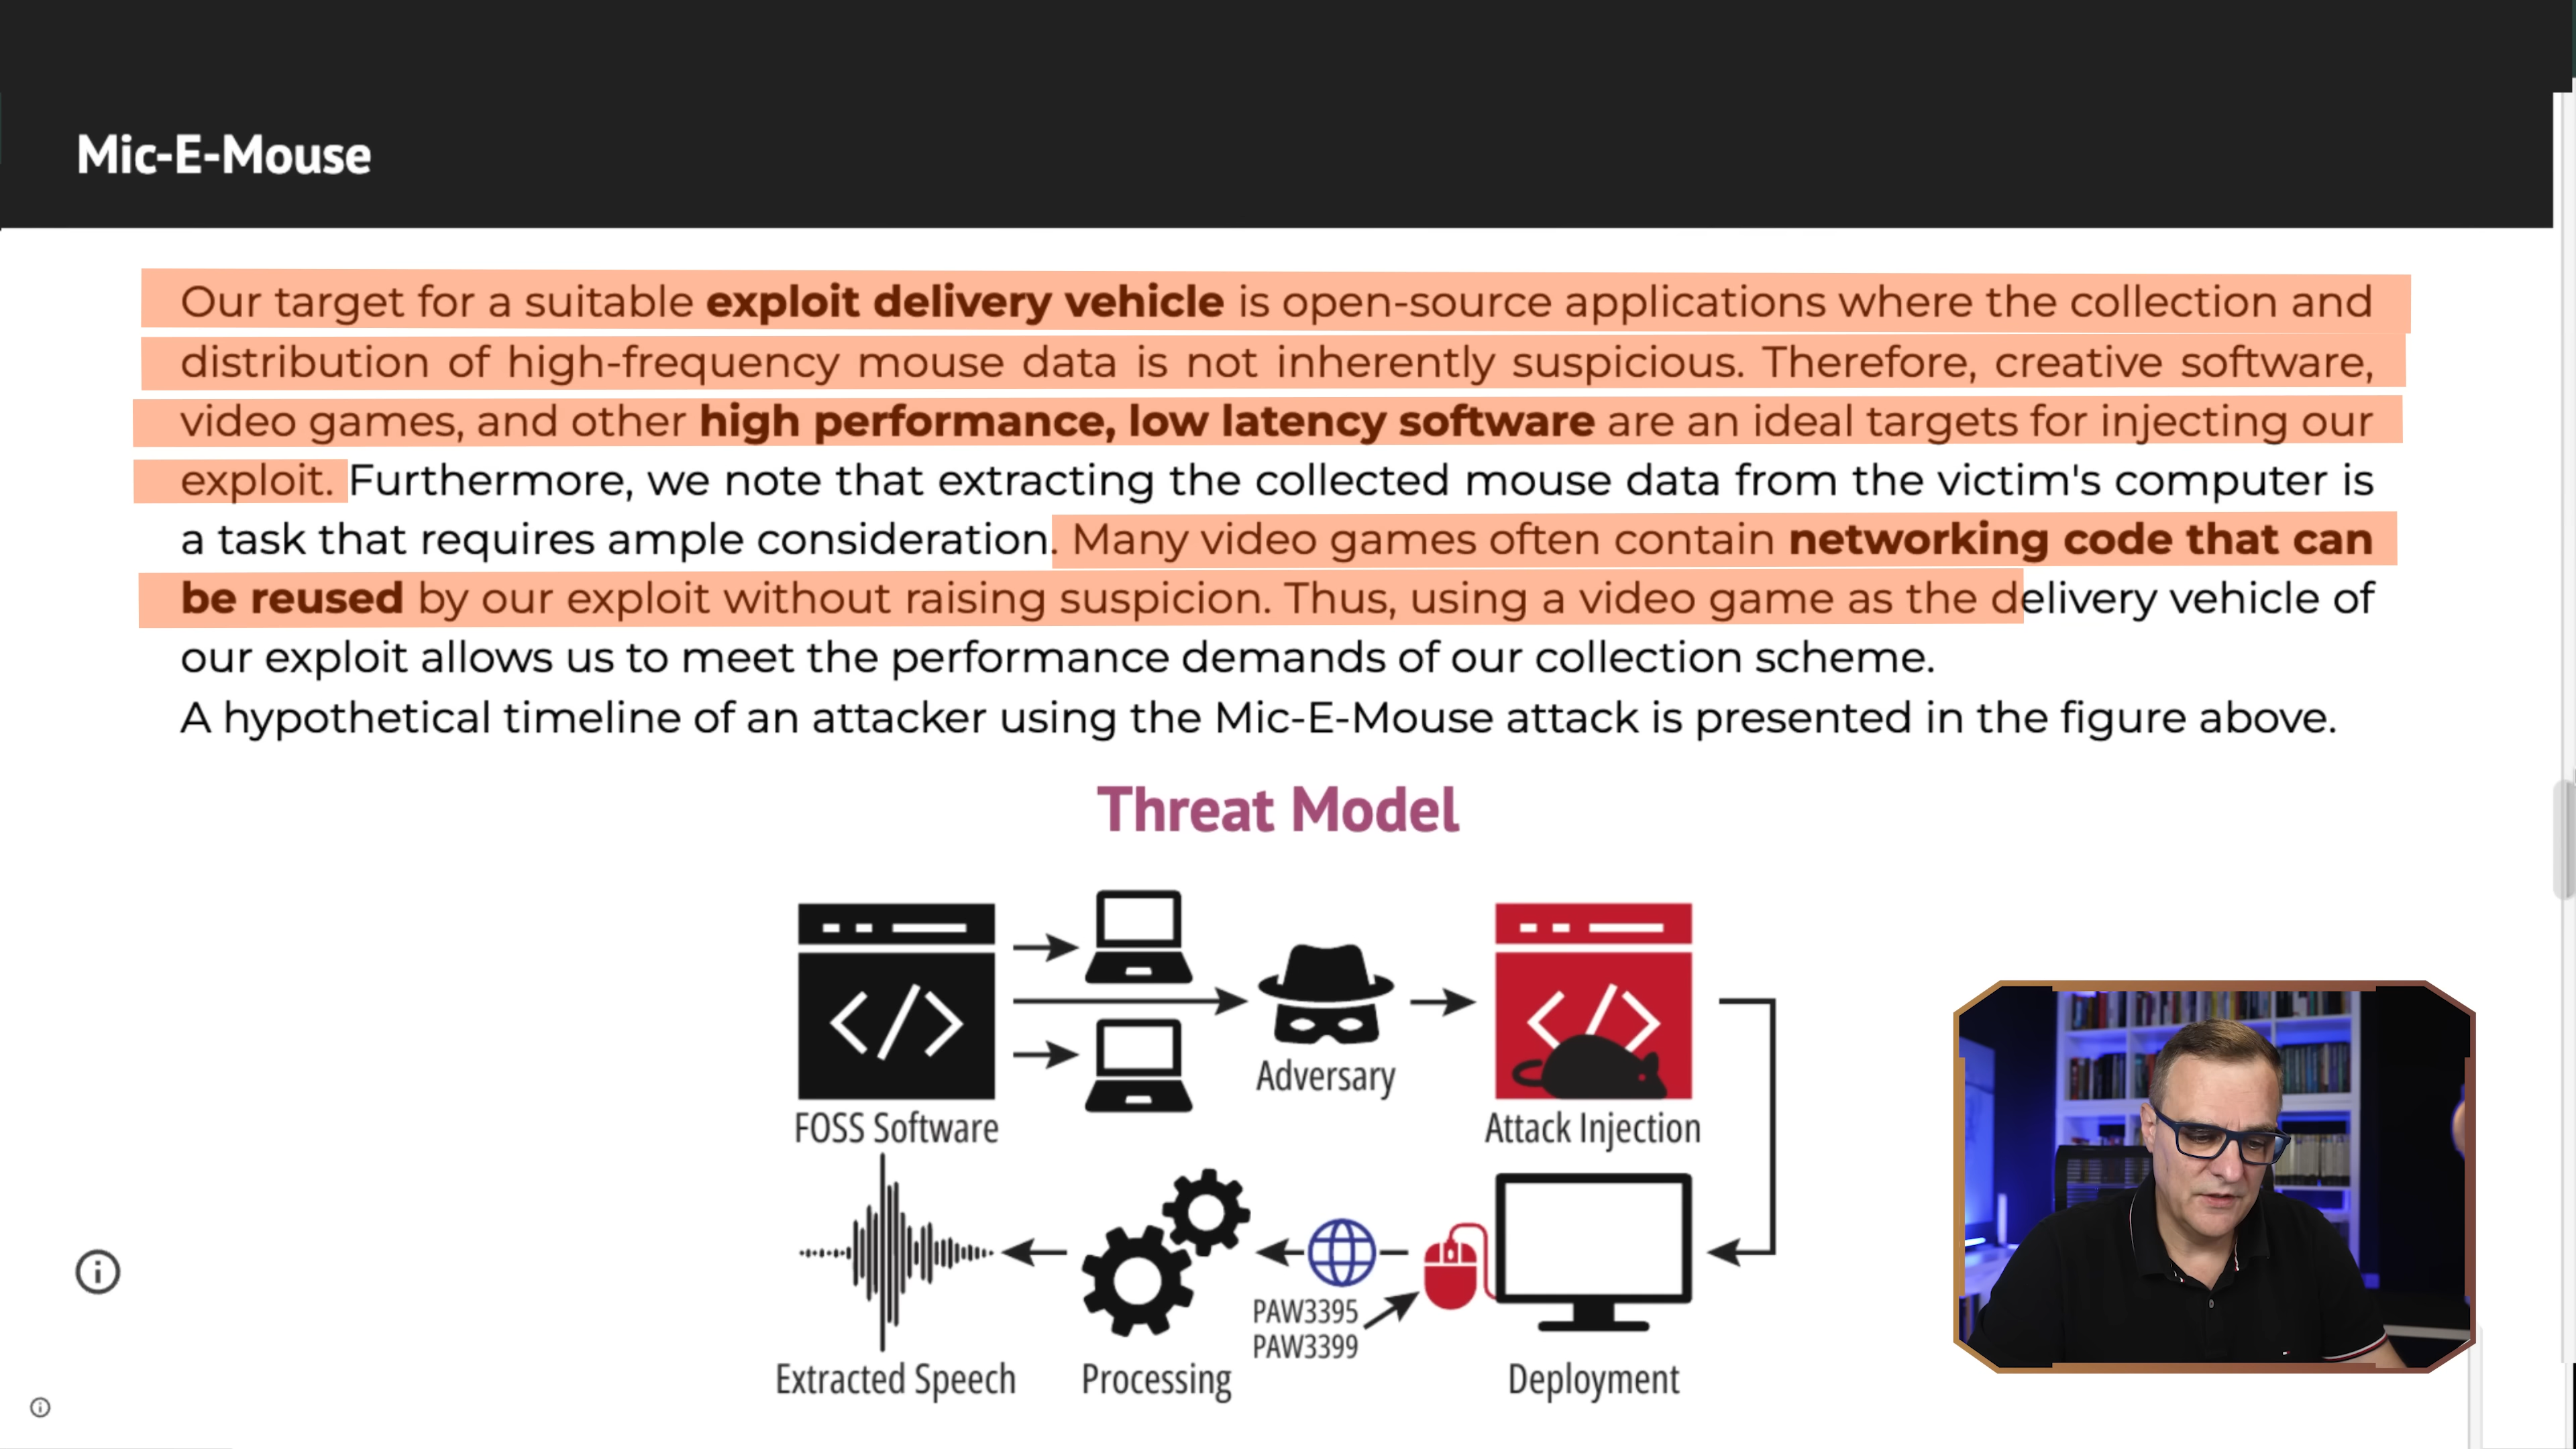 Mic-E-Mouse
Our target for a suitable exploit delivery vehicle is open-source applications where the collection and
distribution of high-frequency mouse data is not inherently suspicious. Therefore, creative software,
video games, and other high performance, low latency software are an ideal targets for injecting our
exploit. Furthermore, we note that extracting the collected mouse data from the victim's computer is
a task that requires ample consideration. Many video games often contain networking code that can
be reused by our exploit without raising suspicion. Thus, using a video game as the delivery vehicle of
our exploit allows us to meet the performance demands of our collection scheme.
A hypothetical timeline of an attacker using the Mic-E-Mouse attack is presented in the figure above.
Threat Model
Adversary
FOSS Software
Attack Injection
PAW3395
PAW3399
Extracted Speech
Processing
Deployment